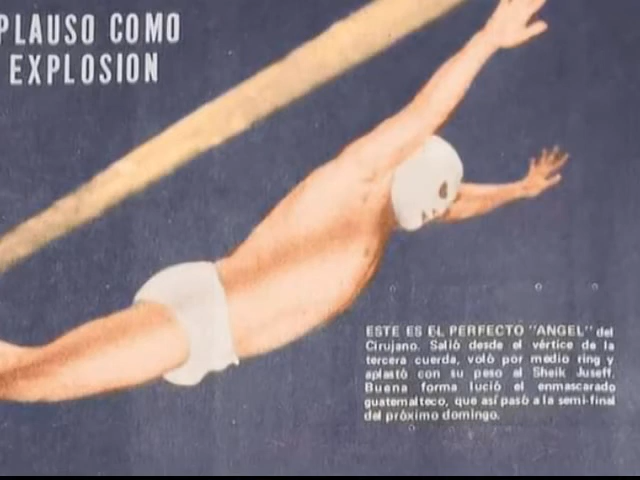 PLAUSO COMO
EXPLOSION
ESTE ES EL PERFECTO "ANGEL" del
Cirujano. Salió desde el vértice de la
tercera cuerda, voló por medio ring y
aplastó con su peso al Sheik Juseff.
Buena forma lució el enmascarado
guatemalteco, que así pasó a la semi-final
del próximo domingo.